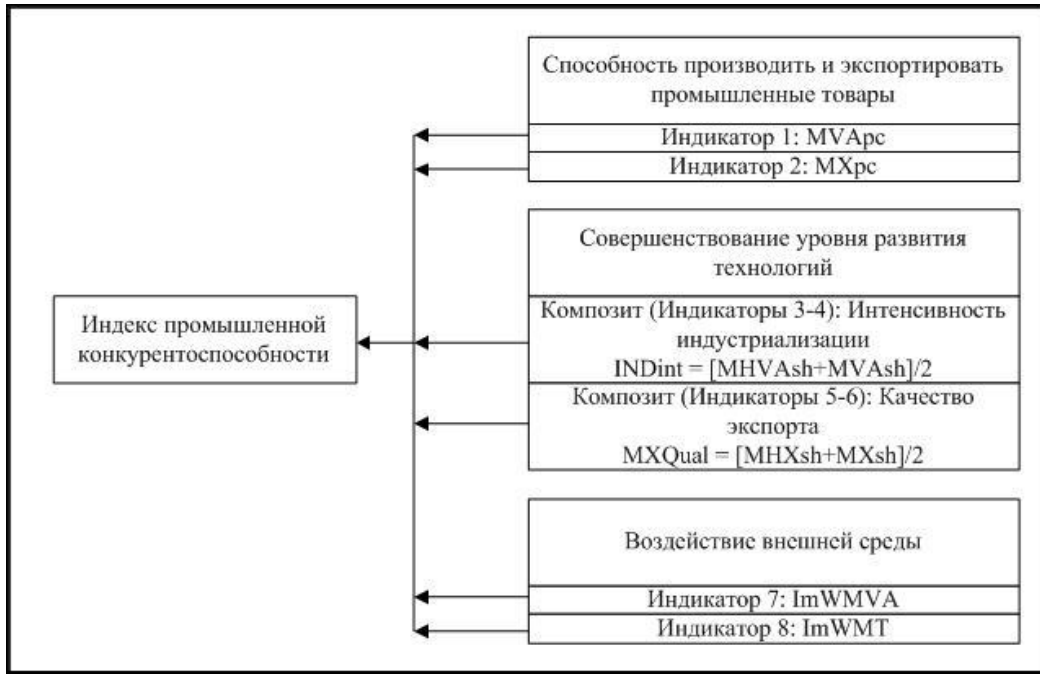 Способность производить и экспортировать
промышленные товары
Индикатор 1: MVApc
Индикатор 2: MXpc
Совершенствование уровня развития
технологий
Композит (Индикаторы 3-4): Интенсивность
индустриализации
INDint = [MHVAsh+MVAsh]/2
Композит (Индикаторы 5-6): Качество
экспорта
MXQual = [MHXsh+MXsh]/2
Индекс промышленной
конкурентоспособности
Воздействие внешней среды
Индикатор 7: ImWMVA
Индикатор 8: ImWMT